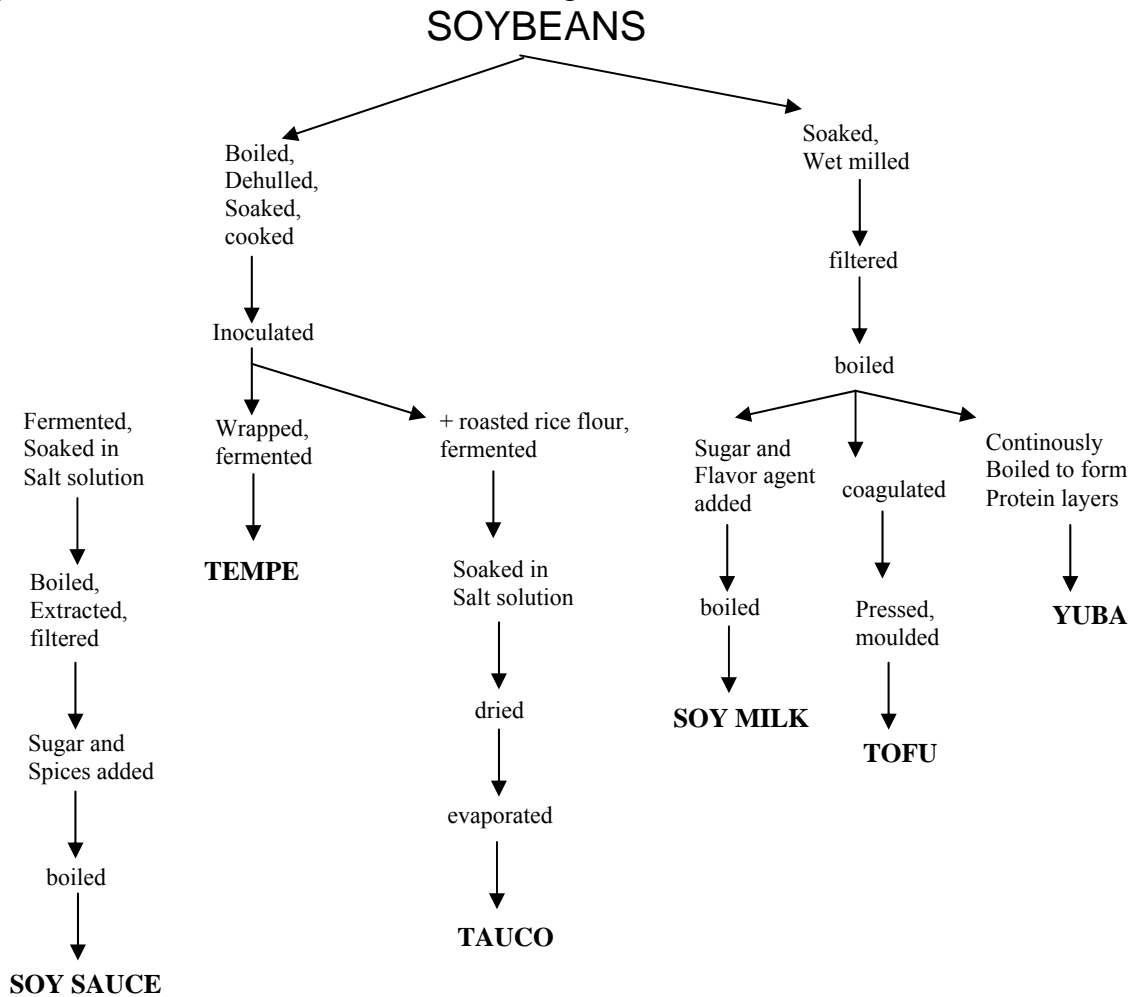 SOYBEANS
Boiled,
Dehulled,
Soaked,
cooked
Inoculated
Fermented,
Soaked in
Salt solution
Boiled,
Extracted,
filtered
Sugar and
Spices added
boiled
SOY SAUCE
Wrapped,
fermented
TEMPE
+ roasted rice flour,
fermented
Soaked in
Salt solution
dried
evaporated
TAUCO
Soaked,
Wet milled
filtered
boiled
Sugar and
Flavor agent
added
boiled
SOY MILK
coagulated
Pressed,
moulded
TOFU
Continously
Boiled to form
Protein layers
YUBA